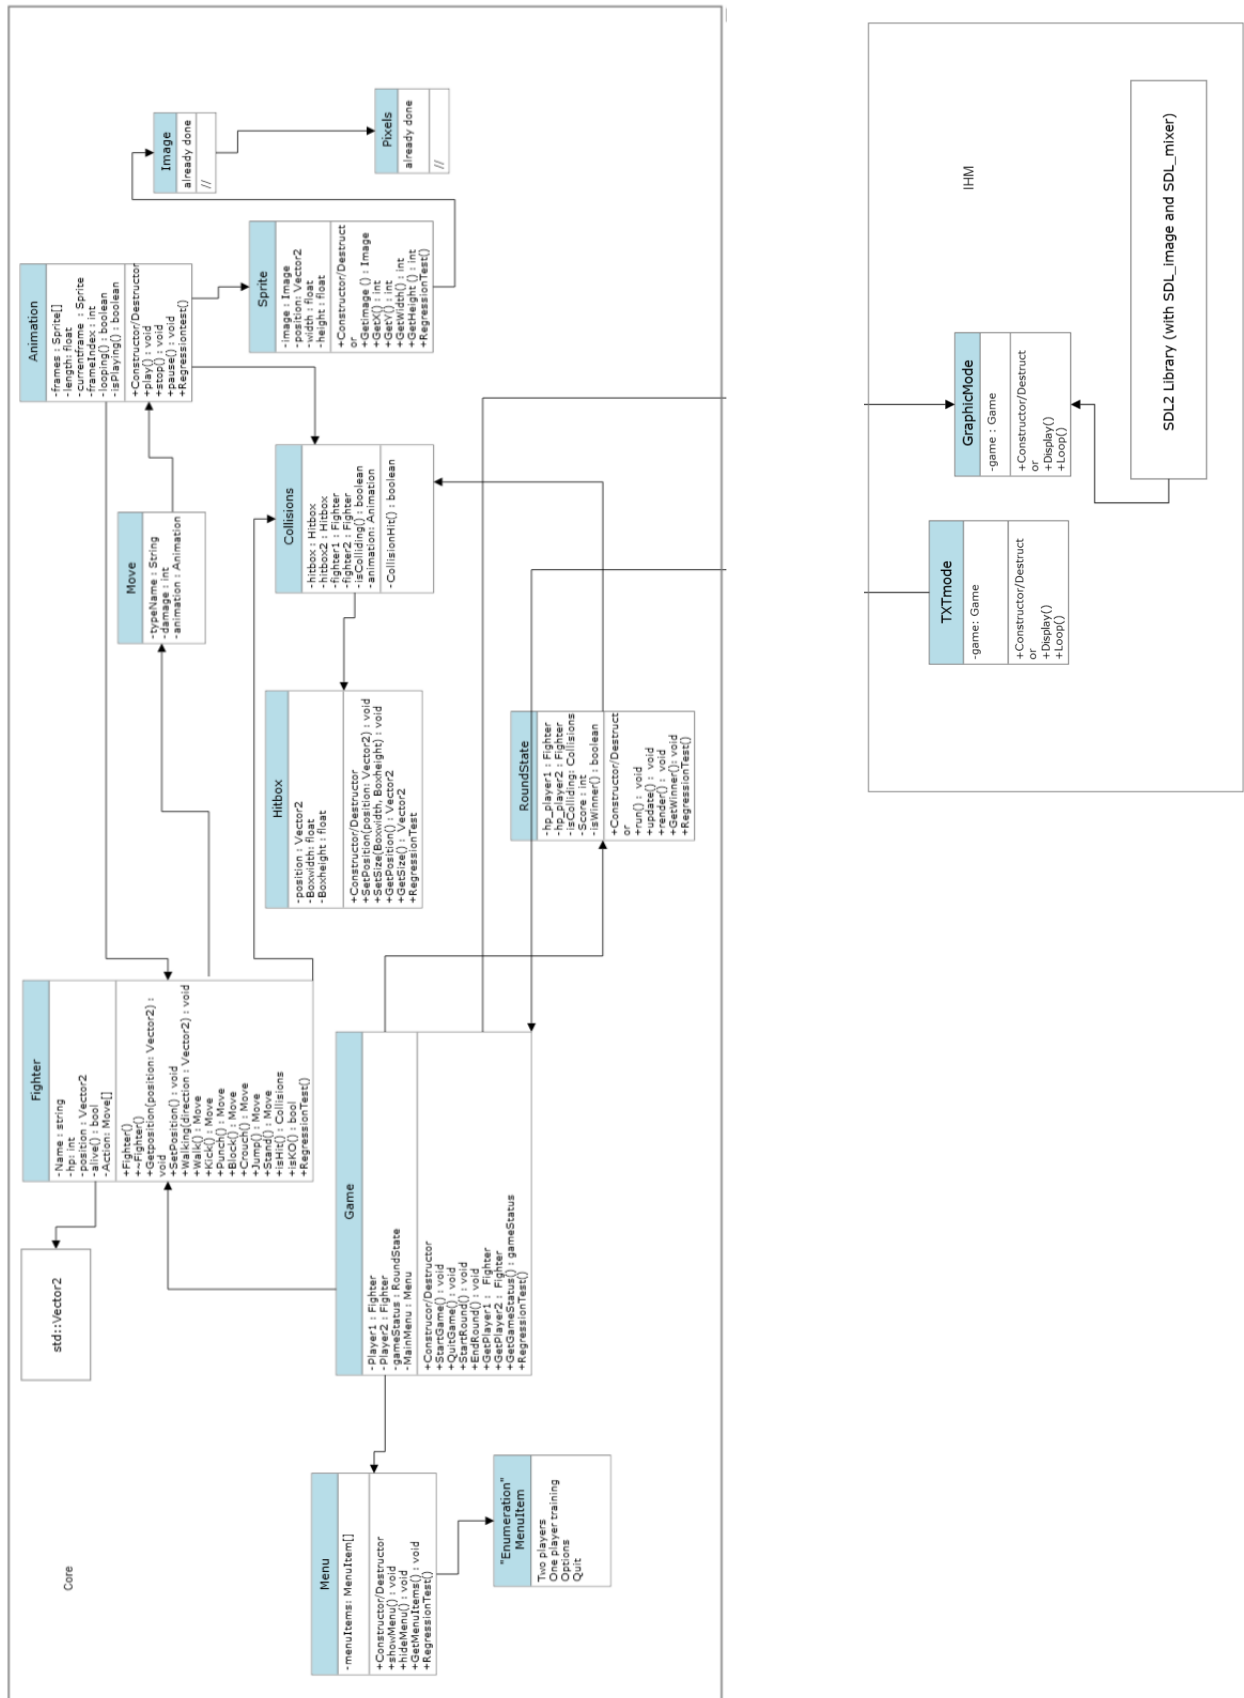 Core
std::Vector2
Fighter
-Name : string
-hp: int
-position : Vector2
-alive() : bool
-Action: Move[]
+Fighter()
+~Fighter()
+Getposition(position: Vector2) :
void
+SetPosition() : void
+Walking(direction : Vector2) : void
+Walk() : Move
+Kick() : Move
+Punch() : Move
+Block() : Move
+Crouch() : Move
+Jump() : Move
+Stand() : Move
+isHit() : Collisions
+isKO() : bool
+RegressionTest()
Move
-typeName : String
-damage : int
-animation : Animation
Animation
-frames : Sprite[]
-length: float
-currentframe : Sprite
-frameIndex : int
-looping() : boolean
-isPlaying() : boolean
+Constructor/Destructor
+play() : void
+stop() : void
+pause() : void
+Regressiontest()
Image
already done
//
Pixels
already done
//
Sprite
-image : Image
-position: Vector2
-width : float
-height : float
+Constructor/Destruct
or
+Getimage () : Image
+GetX() : int
+GetY() : int
+GetWidth() : int
+GetHeight () : int
+RegressionTest()
Collisions
-hitbox : Hitbox
-hitbox2 : Hitbox
-fighter1 : Fighter
-fighter2 : Fighter
-isColliding() : boolean
-animation: Animation
-CollisionHit() : boolean
Hitbox
-position : Vector2
-Boxwidth: float
-Boxheight : float
+Constructor/Destructor
+SetPosition(position: Vector2) : void
+SetSize(Boxwidth, Boxheight) : void
+GetPosition() : Vector2
+GetSize() : Vector2
+RegressionTest
Menu
-menuItems: MenuItem[]
+Constructor/Destructor
+showMenu() : void
+hideMenu() : void
+GetMenuItems() : void
+RegressionTest()
"Enumeration"
MenuItem
Two players
One player training
Options
Quit
Game
-Player1 : Fighter
-Player2 : Fighter
-gameStatus : RoundState
-MainMenu : Menu
+Construcor/Destructor
+StartGame() : void
+QuitGame() : void
+StartRound() : void
+EndRound() : void
+GetPlayer1 : Fighter
+GetPlayer2 : Fighter
+GetGameStatus() : gameStatus
+RegressionTest()
RoundState
-hp_player1 : Fighter
-hp_player2 : Fighter
-isColliding: Collisions
-Score : int
-isWinner() : boolean
+Constructor/Destruct
or
+run() : void
+update() : void
+render() : void
+GetWinner(): void
+RegressionTest()
IHM
TXTmode
-game: Game
+Constructor/Destruct
or
+Display()
+Loop()
GraphicMode
-game : Game
+Constructor/Destruct
or
+Display()
+Loop()
SDL2 Library (with SDL_image and SDL_mixer)